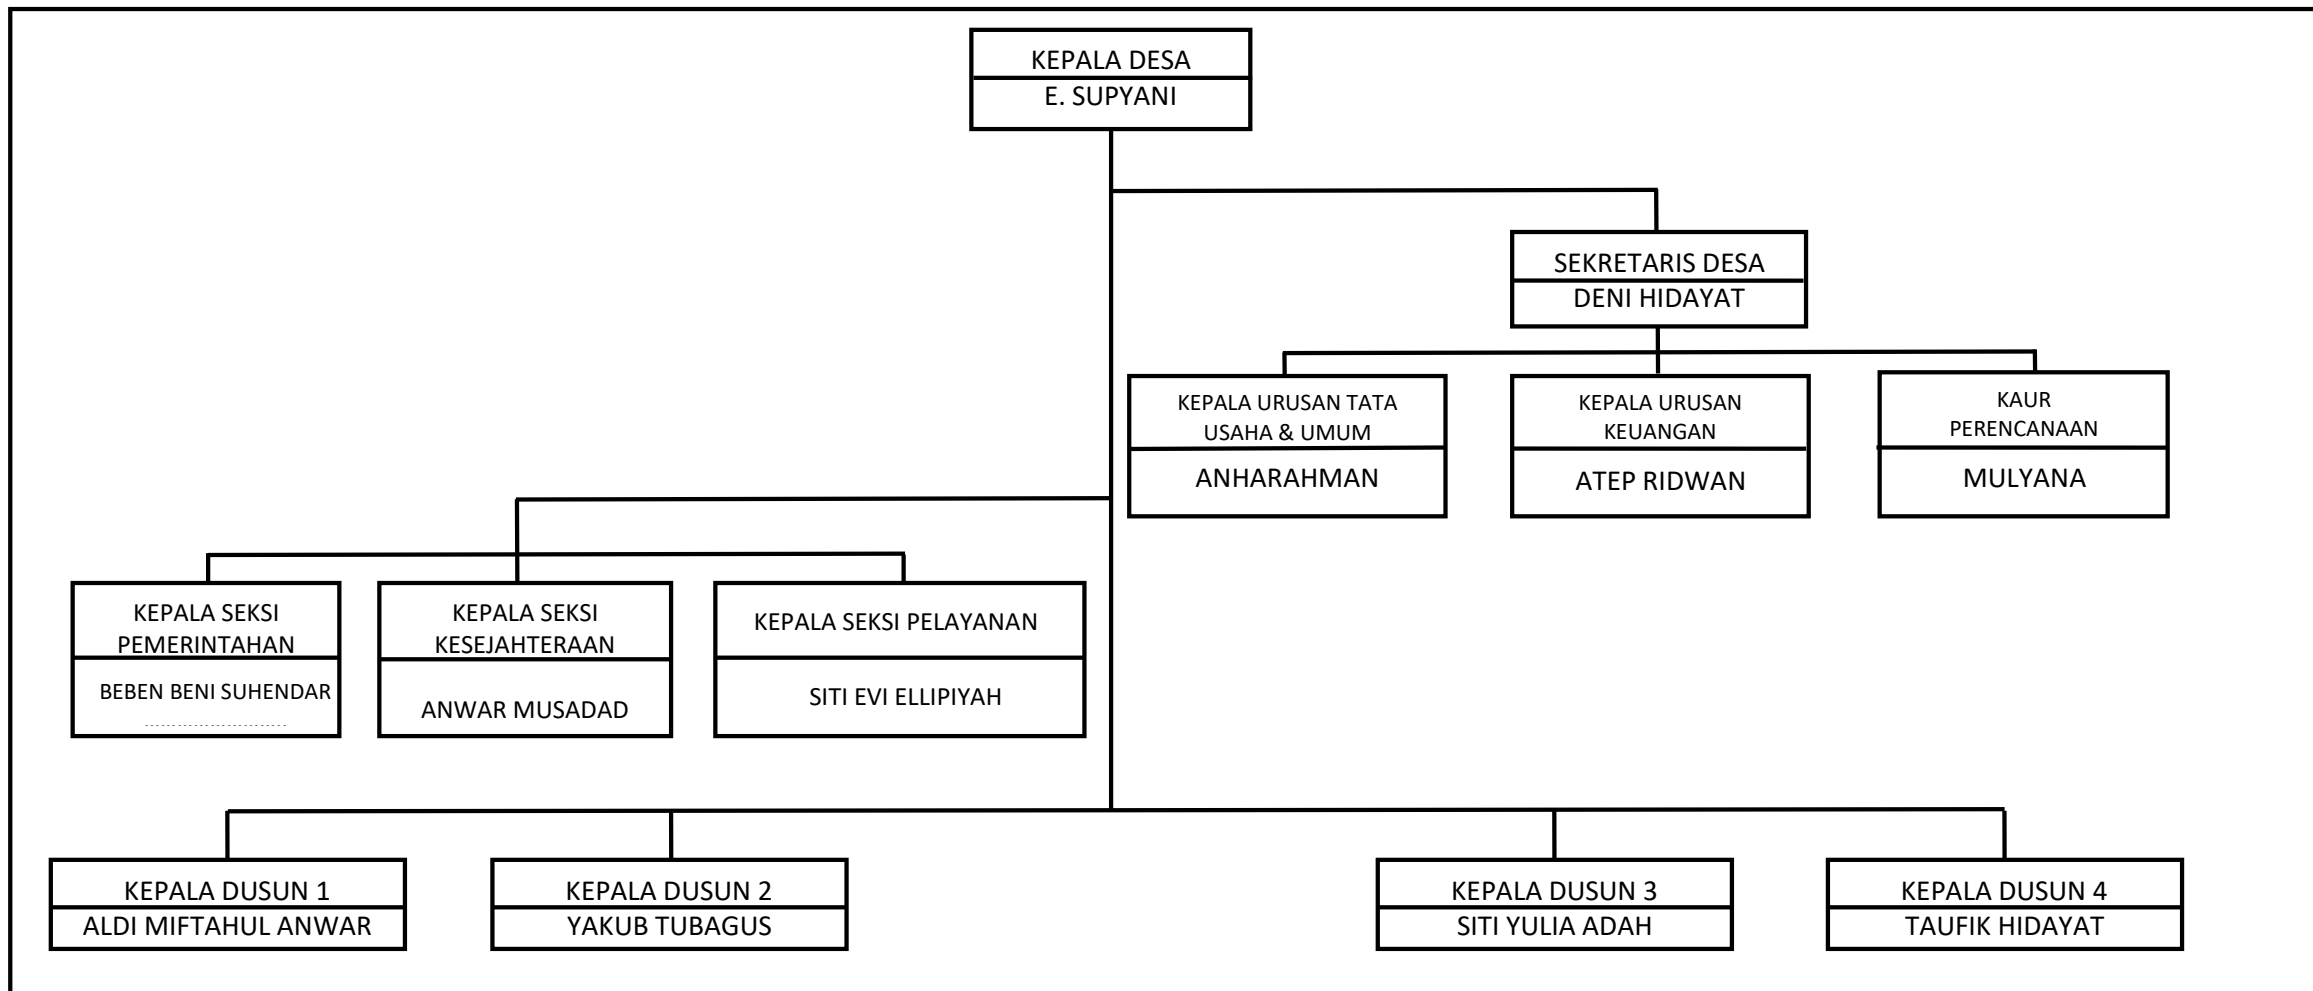 KEPALA DESA
E. SUPYANI
SEKRETARIS DESA
DENI HIDAYAT
KEPALA URUSAN TATA
USAHA & UMUM
ANHARAHMAN
KEPALA URUSAN
KEUANGAN
ATEP RIDWAN
KAUR
PERENCANAAN
MULYANA
KEPALA SEKSI
PEMERINTAHAN
BEBEN BENI SUHENDAR
KEPALA SEKSI
KESEJAHTERAAN
ANWAR MUSADAD
KEPALA SEKSI PELAYANAN
SITI EVI ELLIPIYAH
KEPALA DUSUN 1
ALDI MIFTAHUL ANWAR
KEPALA DUSUN 2
YAKUB TUBAGUS
KEPALA DUSUN 3
SITI YULIA ADAH
KEPALA DUSUN 4
TAUFIK HIDAYAT